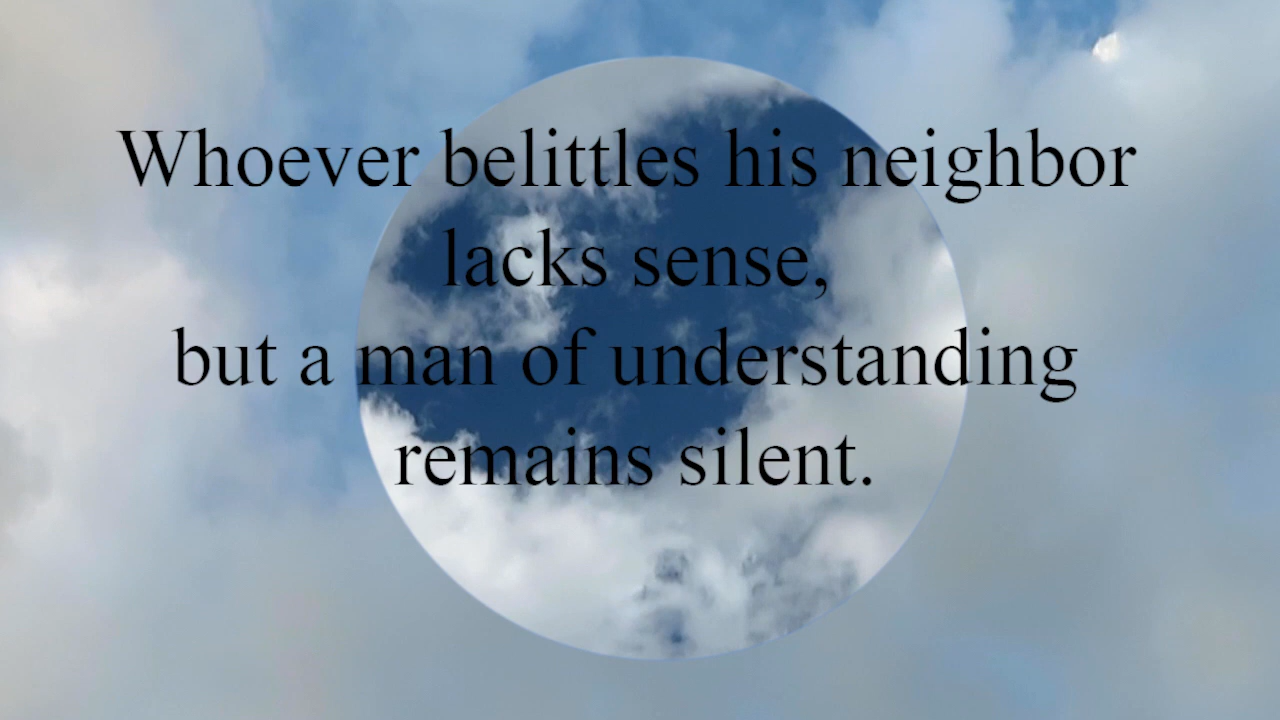 Whoever belittles his neighbor
lacks sense,
but a man of understanding
remains silent.